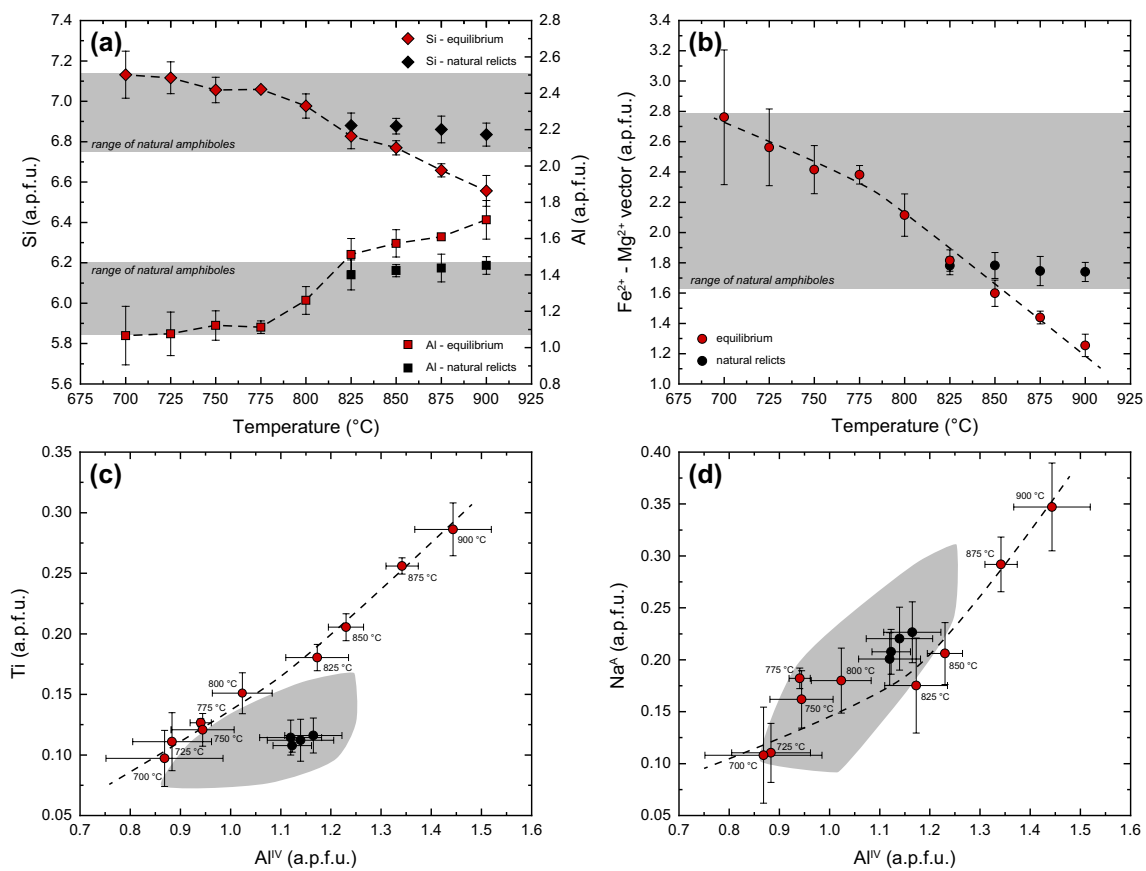 (a)
Si - equilibrium
Si - natural relicts
range of natural amphiboles
range of natural amphiboles
Al - equilibrium
Al - natural relicts
7.4
7.2
7.0
6.8
6.6
6.4
6.2
6.0
5.8
5.6
Si (a.p.f.u.)
2.8
2.6
2.4
2.2
2.0
1.8
1.6
1.4
1.2
1.0
0.8
Al (a.p.f.u.)
675 700 725 750 775 800 825 850 875 900 925
Temperature (°C)
(b)
3.4
3.2
3.0
2.8
2.6
2.4
2.2
2.0
1.8
1.6
1.4
1.2
1.0
Fe²⁺ - Mg²⁺ vector (a.p.f.u.)
range of natural amphiboles
equilibrium
natural relicts
675 700 725 750 775 800 825 850 875 900 925
Temperature (°C)
(c)
0.35
0.30
0.25
0.20
0.15
0.10
0.05
Ti (a.p.f.u.)
900 °C
875 °C
850 °C
825 °C
800 °C
775 °C
750 °C
725 °C
700 °C
0.7 0.8 0.9 1.0 1.1 1.2 1.3 1.4 1.5 1.6
Alᴵⱽ (a.p.f.u.)
(d)
0.40
0.35
0.30
0.25
0.20
0.15
0.10
0.05
Naᴬ (a.p.f.u.)
900 °C
875 °C
850 °C
825 °C
775 °C
800 °C
750 °C
725 °C
700 °C
0.7 0.8 0.9 1.0 1.1 1.2 1.3 1.4 1.5 1.6
Alᴵⱽ (a.p.f.u.)